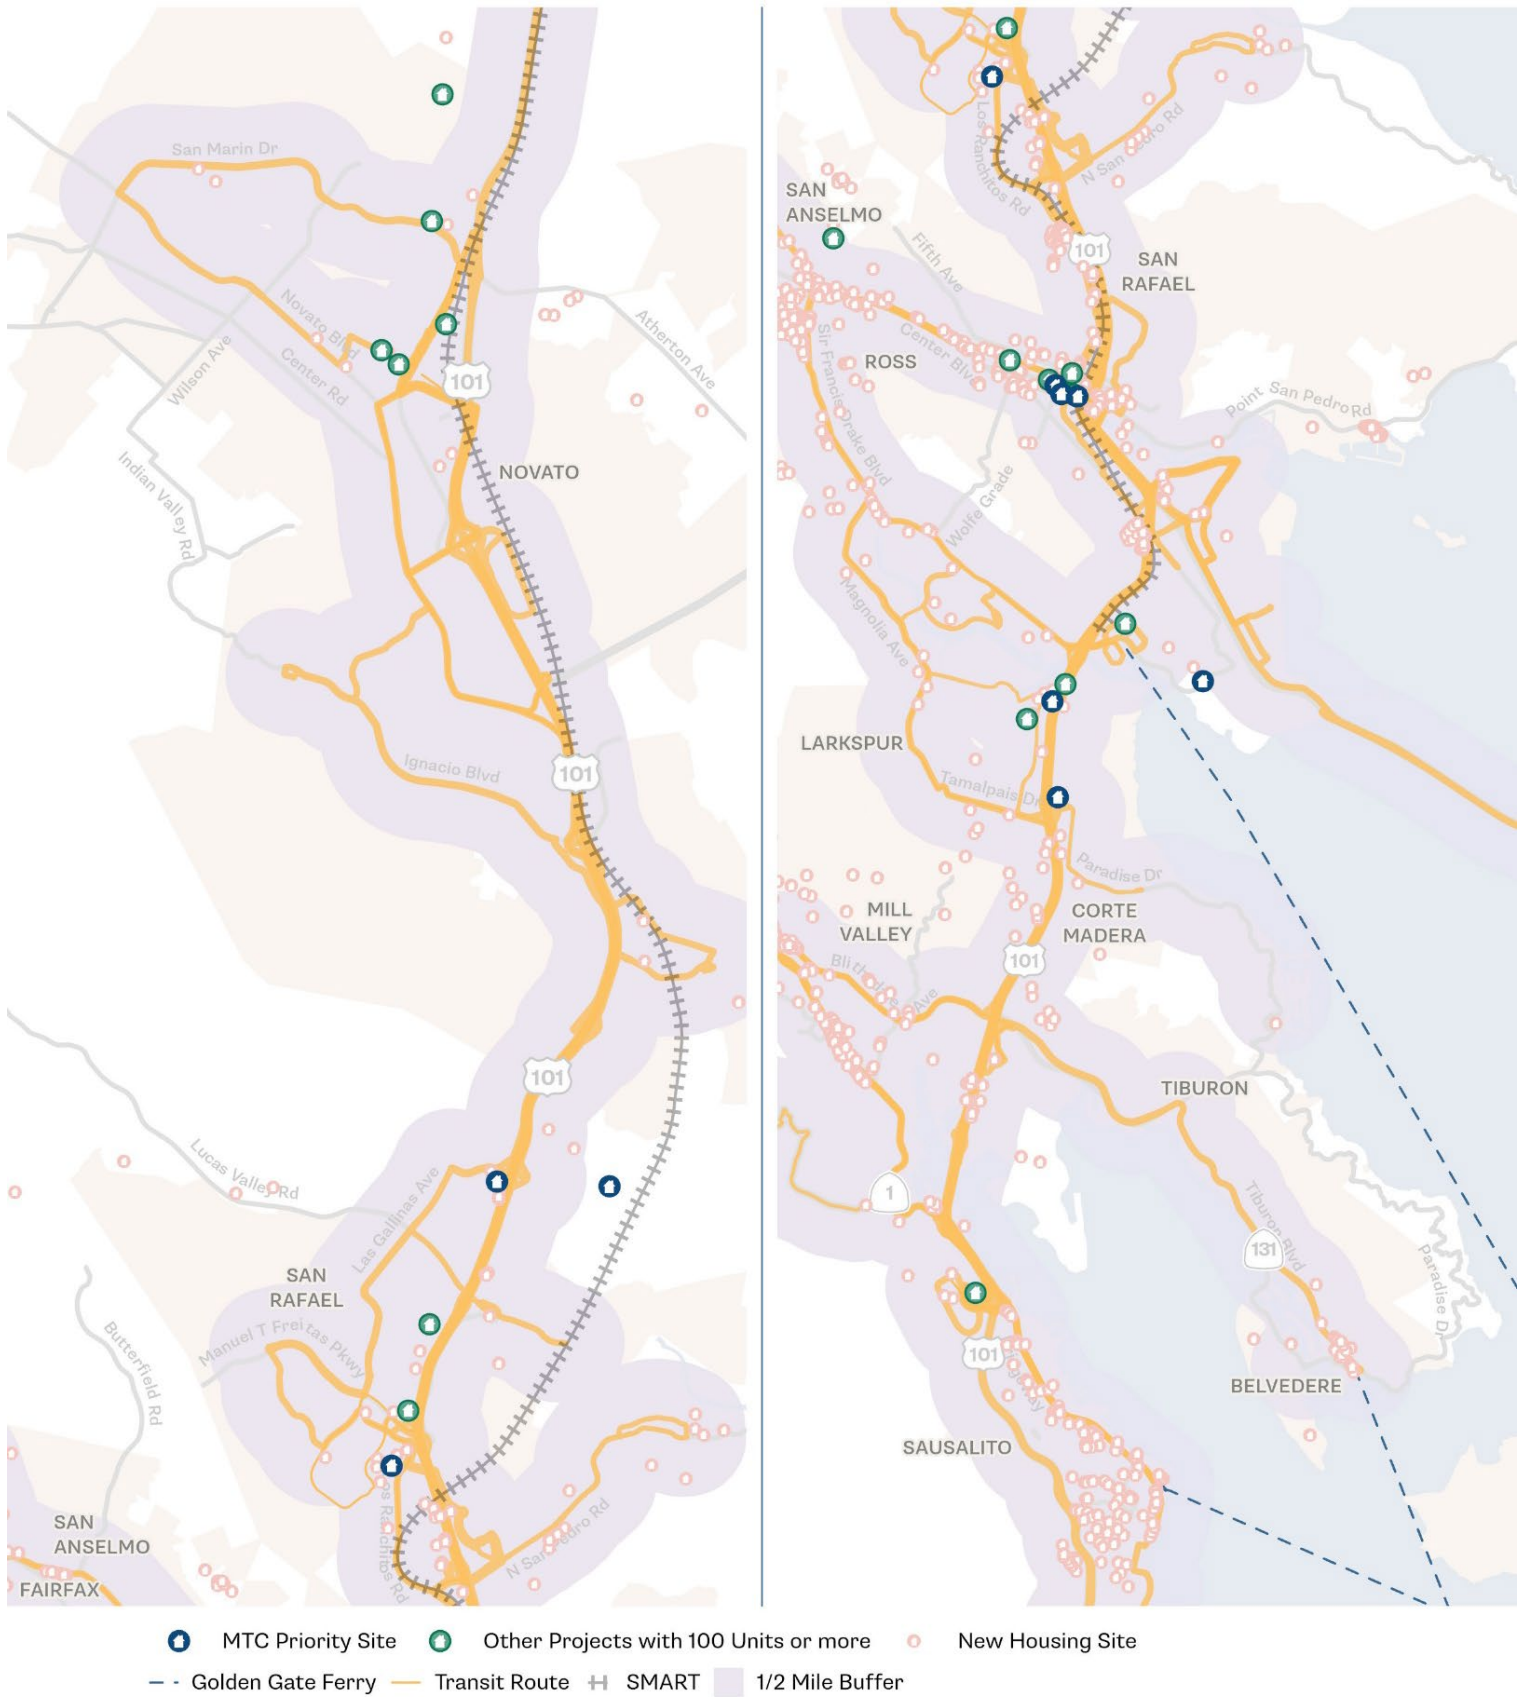 San Marin Dr
Novato Blvd
Wilson Ave
Center Rd
Atherton Ave
101
NOVATO
Indian Valley Rd
Ignacio Blvd
101
101
Lucas Valley Rd
Las Gallinas Ave
SAN
RAFAEL
Manuel T Freitas Pkwy
Butterfield Rd
Los Ranchitos Rd
N San Pedro Rd
SAN
ANSELMO
FAIRFAX
Los Ranchitos Rd
N San Pedro Rd
SAN
ANSELMO
Fifth Ave
101
SAN
RAFAEL
Center Blvd
ROSS
Sir Francis Drake Blvd
Point San Pedro Rd
Wolfe Grade
Magnolia Ave
LARKSPUR
Tamalpais Dr
Paradise Dr
MILL
VALLEY
CORTE
MADERA
101
Ave
TIBURON
1
Tiburon Blvd
131
Paradise Dr
101
BELVEDERE
SAUSALITO
MTC Priority Site
Other Projects with 100 Units or more
New Housing Site
Golden Gate Ferry
Transit Route
SMART
1/2 Mile Buffer